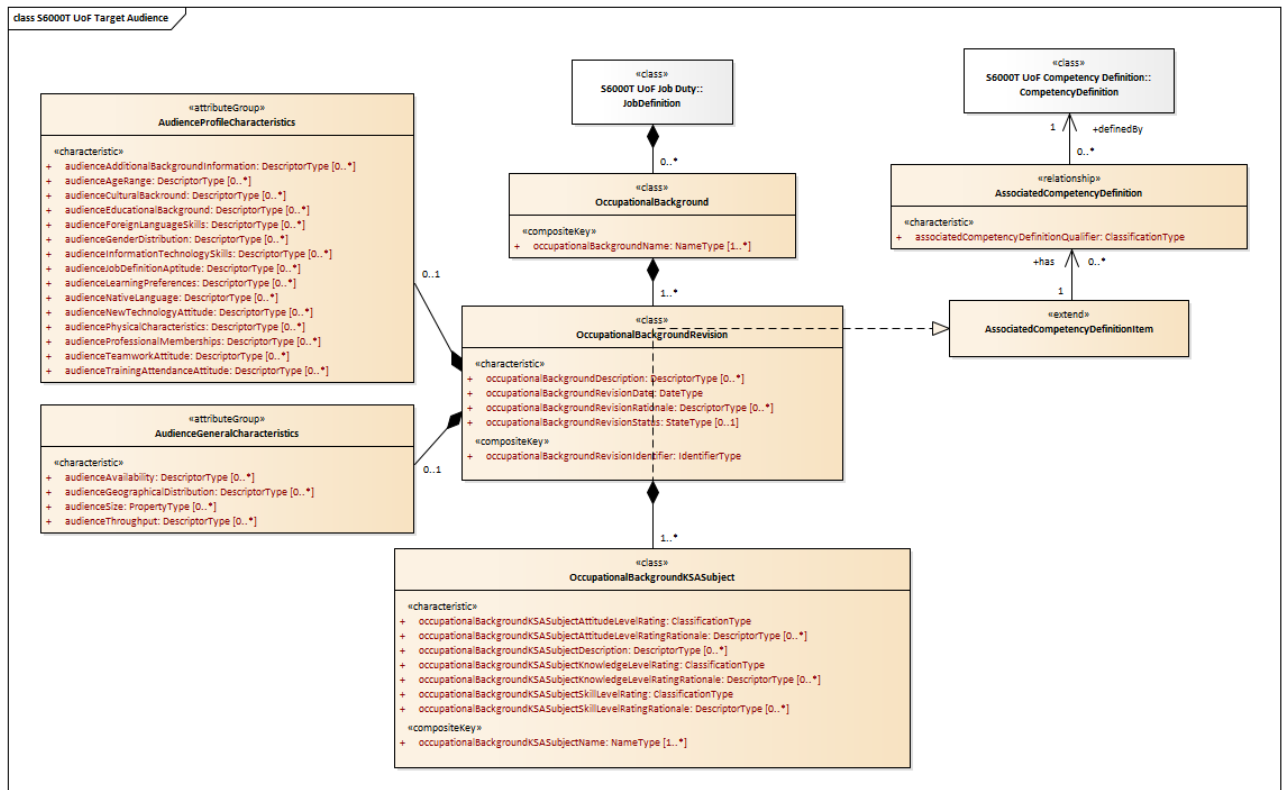 class S6000T UoF Target Audience
«attributeGroup»
AudienceProfileCharacteristics
«characteristic»
+ audienceAdditionalBackgroundInformation: DescriptorType [0..*]
+ audienceAgeRange: DescriptorType [0..*]
+ audienceCulturalBackround: DescriptorType [0..*]
+ audienceEducationalBackground: DescriptorType [0..*]
+ audienceForeignLanguageSkills: DescriptorType [0..*]
+ audienceGenderDistribution: DescriptorType [0..*]
+ audienceInformationTechnologySkills: DescriptorType [0..*]
+ audienceJobDefinitionAptitude: DescriptorType [0..*]
+ audienceLearningPreferences: DescriptorType [0..*]
+ audienceNativeLanguage: DescriptorType [0..*]
+ audienceNewTechnologyAttitude: DescriptorType [0..*]
+ audiencePhysicalCharacteristics: DescriptorType [0..*]
+ audienceProfessionalMemberships: DescriptorType [0..*]
+ audienceTeamworkAttitude: DescriptorType [0..*]
+ audienceTrainingAttendanceAttitude: DescriptorType [0..*]
0..1
«attributeGroup»
AudienceGeneralCharacteristics
«characteristic»
+ audienceAvailability: DescriptorType [0..*]
+ audienceGeographicalDistribution: DescriptorType [0..*]
+ audienceSize: PropertyType [0..*]
+ audienceThroughput: DescriptorType [0..*]
0..1
«class»
S6000T UoF Job Duty::
JobDefinition
0..*
«class»
OccupationalBackground
«compositeKey»
+ occupationalBackgroundName: NameType [1..*]
1..*
«class»
OccupationalBackgroundRevision
«characteristic»
+ occupationalBackgroundDescription: DescriptorType [0..*]
+ occupationalBackgroundRevisionDate: DateType
+ occupationalBackgroundRevisionRationale: DescriptorType [0..*]
+ occupationalBackgroundRevisionStatus: StateType [0..1]
«compositeKey»
+ occupationalBackgroundRevisionIdentifier: IdentifierType
1..*
«class»
OccupationalBackgroundKSASubject
«characteristic»
+ occupationalBackgroundKSASubjectAttitudeLevelRating: ClassificationType
+ occupationalBackgroundKSASubjectAttitudeLevelRatingRationale: DescriptorType [0..*]
+ occupationalBackgroundKSASubjectDescription: DescriptorType [0..*]
+ occupationalBackgroundKSASubjectKnowledgeLevelRating: ClassificationType
+ occupationalBackgroundKSASubjectKnowledgeLevelRatingRationale: DescriptorType [0..*]
+ occupationalBackgroundKSASubjectSkillLevelRating: ClassificationType
+ occupationalBackgroundKSASubjectSkillLevelRatingRationale: DescriptorType [0..*]
«compositeKey»
+ occupationalBackgroundKSASubjectName: NameType [1..*]
«class»
S6000T UoF Competency Definition::
CompetencyDefinition
1 +definedBy
0..*
«relationship»
AssociatedCompetencyDefinition
«characteristic»
+ associatedCompetencyDefinitionQualifier: ClassificationType
+has 0..*
1
«extend»
AssociatedCompetencyDefinitionItem